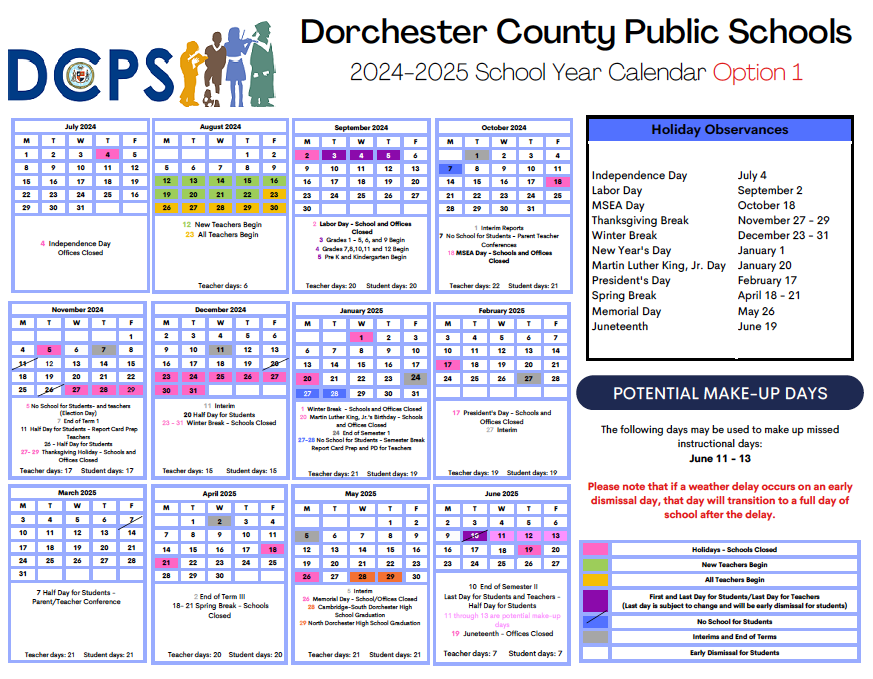 DCPS
Dorchester County Public Schools
2024-2025 School Year Calendar Option 1
July 2024
M T W T F
1 2 3 4 5
8 9 10 11 12
15 16 17 18 19
22 23 24 25 26
29 30 31
4 Independence Day
Offices Closed
August 2024
M T W T F
1 2
5 6 7 8 9
12 13 14 15 16
19 20 21 22 23
26 27 28 29 30
12 New Teachers Begin
23 All Teachers Begin
Teacher days: 6
September 2024
M T W T F
2 3 4 5 6
9 10 11 12 13
16 17 18 19 20
23 24 25 26 27
30
2 Labor Day - School and Offices
Closed
3 Grades 1 - 5, 6, and 9 Begin
4 Grades 7,8,10,11 and 12 Begin
5 Pre K and Kindergarten Begin
Teacher days: 20 Student days: 20
October 2024
M T W T F
1 2 3 4
7 8 9 10 11
14 15 16 17 18
21 22 23 24 25
28 29 30 31
1 Interim Reports
7 No School for Students - Parent Teacher
Conferences
18 MSEA Day - Schools and Offices
Closed
Teacher days: 22 Student days: 21
Holiday Observances
Independence Day July 4
Labor Day September 2
MSEA Day October 18
Thanksgiving Break November 27 - 29
Winter Break December 23 - 31
New Year's Day January 1
Martin Luther King, Jr. Day January 20
President's Day February 17
Spring Break April 18 - 21
Memorial Day May 26
Juneteenth June 19
November 2024
M T W T F
1
4 5 6 7 8
11 12 13 14 15
18 19 20 21 22
25 26 27 28 29
5 No School for Students- and teachers
(Election Day)
7 End of Term 1
11 Half Day for Students - Report Card Prep
Teachers
26 - Half Day for Students
27- 29 Thanksgiving Holiday - Schools and
Offices Closed
Teacher days: 17 Student days: 17
December 2024
M T W T F
2 3 4 5 6
9 10 11 12 13
16 17 18 19 20
23 24 25 26 27
30 31
11 Interim
20 Half Day for Students
23 - 31 Winter Break - Schools Closed
Teacher days: 15 Student days: 15
January 2025
M T W T F
1 2 3
6 7 8 9 10
13 14 15 16 17
20 21 22 23 24
27 28 29 30 31
1 Winter Break - Schools and Offices Closed
20 Martin Luther King, Jr.'s Birthday - Schools
and Offices Closed
24 End of Semester 1
27-28 No School for Students - Semester Break
Report Card Prep and PD for Teachers
Teacher days: 21 Student days: 19
February 2025
M T W T F
3 4 5 6 7
10 11 12 13 14
17 18 19 20 21
24 25 26 27 28
17 President's Day - Schools and
Offices Closed
27 Interim
Teacher days: 19 Student days: 19
POTENTIAL MAKE-UP DAYS
The following days may be used to make up missed
instructional days:
June 11 - 13
Please note that if a weather delay occurs on an early
dismissal day, that day will transition to a full day of
school after the delay.
March 2025
M T W T F
3 4 5 6 7
10 11 12 13 14
17 18 19 20 21
24 25 26 27 28
31
7 Half Day for Students -
Parent/Teacher Conference
Teacher days: 21 Student days: 21
April 2025
M T W T F
1 2 3 4
7 8 9 10 11
14 15 16 17 18
21 22 23 24 25
28 29 30
2 End of Term III
18- 21 Spring Break - Schools
Closed
Teacher days: 20 Student days: 20
May 2025
M T W T F
1 2
5 6 7 8 9
12 13 14 15 16
19 20 21 22 23
26 27 28 29 30
5 Interim
26 Memorial Day - School/Offices Closed
28 Cambridge-South Dorchester High
School Graduation
29 North Dorchester High School Graduation
Teacher days: 21 Student days: 21
June 2025
M T W T F
2 3 4 5 6
9 10 11 12 13
16 17 18 19 20
23 24 25 26 27
30
10 End of Semester II
Last Day for Students and Teachers -
Half Day for Students
11 through 13 are potential make-up
days
19 Juneteenth - Offices Closed
Teacher days: 7 Student days: 7
Holidays - Schools Closed
New Teachers Begin
All Teachers Begin
First and Last Day for Students/Last Day for Teachers
(Last day is subject to change and will be early dismissal for students)
No School for Students
Interims and End of Terms
Early Dismissal for Students